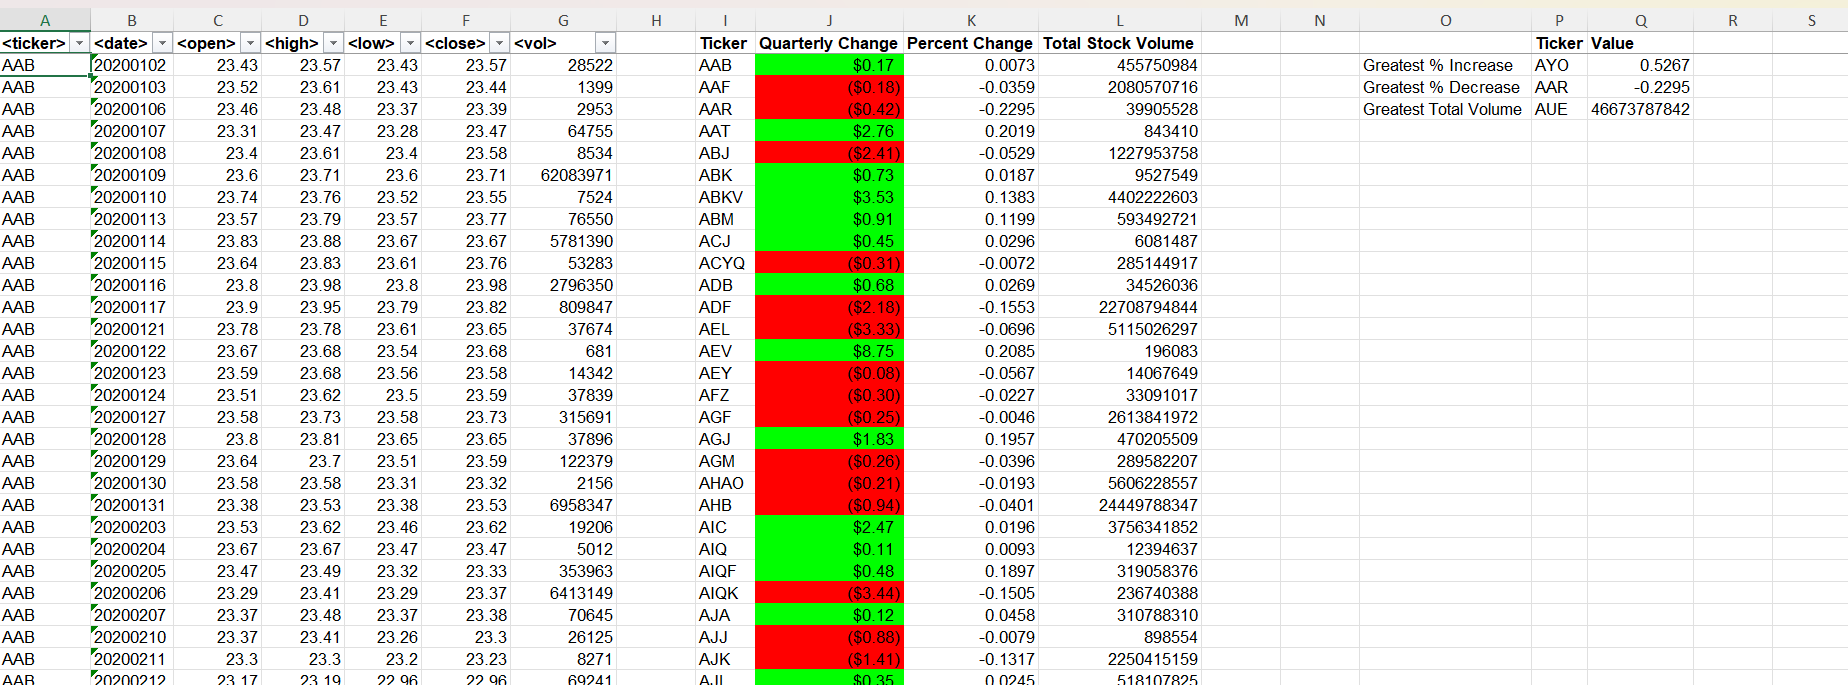 A B C D E F G H I J K L M N O P Q R S
<ticker> <date> <open> <high> <low> <close> <vol> Ticker Quarterly Change Percent Change Total Stock Volume Ticker Value
AAB 20200102 23.43 23.57 23.43 23.57 28522 AAB $0.17 0.0073 455750984 Greatest % Increase AYO 0.5267
AAB 20200103 23.52 23.61 23.43 23.44 1399 AAF ($0.18) -0.0359 2080570716 Greatest % Decrease AAR -0.2295
AAB 20200106 23.46 23.48 23.37 23.39 2953 AAR ($0.42) -0.2295 39905528 Greatest Total Volume AUE 46673787842
AAB 20200107 23.31 23.47 23.28 23.47 64755 AAT $2.76 0.2019 843410
AAB 20200108 23.4 23.61 23.4 23.58 8534 ABJ ($2.41) -0.0529 1227953758
AAB 20200109 23.6 23.71 23.6 23.71 62083971 ABK $0.73 0.0187 9527549
AAB 20200110 23.74 23.76 23.52 23.55 7524 ABKV $3.53 0.1383 4402222603
AAB 20200113 23.57 23.79 23.57 23.77 76550 ABM $0.91 0.1199 593492721
AAB 20200114 23.83 23.88 23.67 23.67 5781390 ACJ $0.45 0.0296 6081487
AAB 20200115 23.64 23.83 23.61 23.76 53283 ACYQ ($0.31) -0.0072 285144917
AAB 20200116 23.8 23.98 23.8 23.98 2796350 ADB $0.68 0.0269 34526036
AAB 20200117 23.9 23.95 23.79 23.82 809847 ADF ($2.18) -0.1553 22708794844
AAB 20200121 23.78 23.78 23.61 23.65 37674 AEL ($3.33) -0.0696 5115026297
AAB 20200122 23.67 23.68 23.54 23.68 681 AEV $8.75 0.2085 196083
AAB 20200123 23.59 23.68 23.56 23.58 14342 AEY ($0.08) -0.0567 14067649
AAB 20200124 23.51 23.62 23.5 23.59 37839 AFZ ($0.30) -0.0227 33091017
AAB 20200127 23.58 23.73 23.58 23.73 315691 AGF ($0.25) -0.0046 2613841972
AAB 20200128 23.8 23.81 23.65 23.65 37896 AGJ $1.83 0.1957 470205509
AAB 20200129 23.64 23.7 23.51 23.59 122379 AGM ($0.26) -0.0396 289582207
AAB 20200130 23.58 23.58 23.31 23.32 2156 AHAO ($0.21) -0.0193 5606228557
AAB 20200131 23.38 23.53 23.38 23.53 6958347 AHB ($0.94) -0.0401 24449788347
AAB 20200203 23.53 23.62 23.46 23.62 19206 AIC $2.47 0.0196 3756341852
AAB 20200204 23.67 23.67 23.47 23.47 5012 AIQ $0.11 0.0093 12394637
AAB 20200205 23.47 23.49 23.32 23.33 353963 AIQF $0.48 0.1897 319058376
AAB 20200206 23.29 23.41 23.29 23.37 6413149 AIQK ($3.44) -0.1505 236740388
AAB 20200207 23.37 23.48 23.37 23.38 70645 AJA $0.12 0.0458 310788310
AAB 20200210 23.37 23.41 23.26 23.3 26125 AJJ ($0.88) -0.0079 898554
AAB 20200211 23.3 23.3 23.2 23.23 8271 AJK ($1.41) -0.1317 2250415159
AAB 20200212 23.17 23.19 22.96 22.96 69241 AJL $0.35 0.0245 518107825